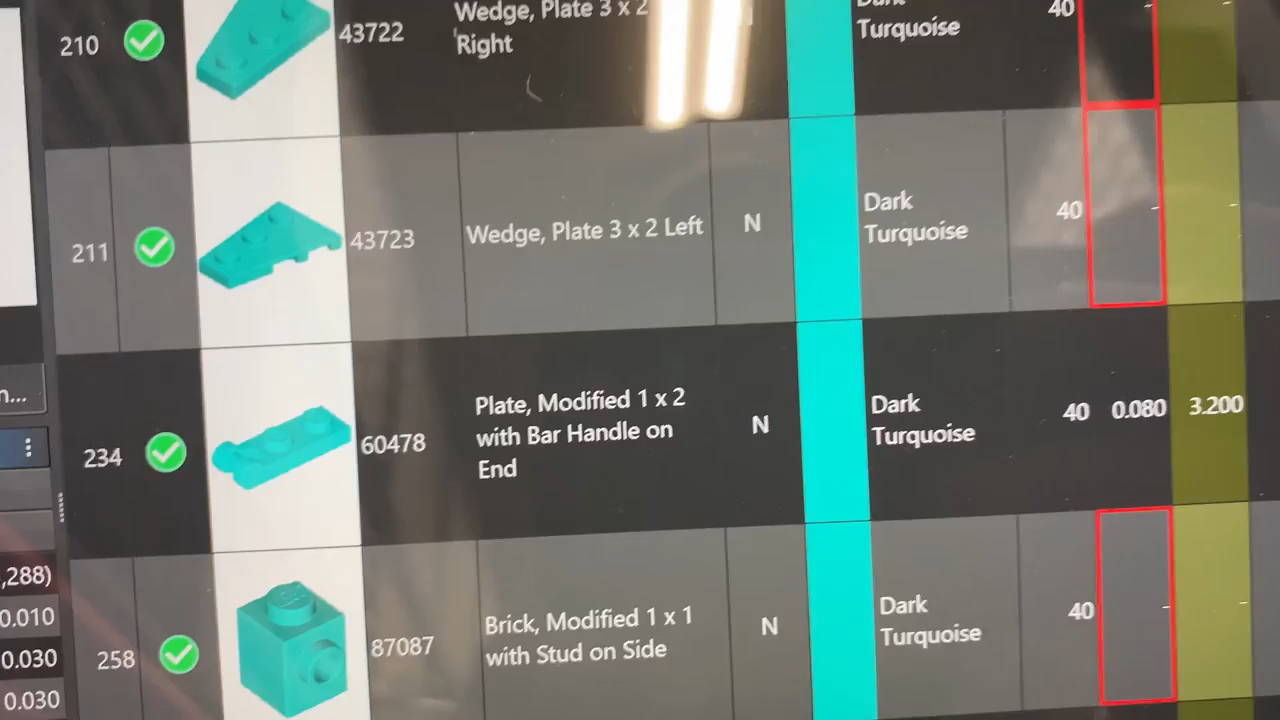 210
43722
Wedge, Plate 3 x 2
Right
Dark
Turquoise
40
-
-
211
43723
Wedge, Plate 3 x 2 Left
N
Dark
Turquoise
40
-
-
234
60478
Plate, Modified 1 x 2
with Bar Handle on
End
N
Dark
Turquoise
40
0.080
3.200
258
87087
Brick, Modified 1 x 1
with Stud on Side
N
Dark
Turquoise
40
-
-
n...
,288)
0.010
0.030
0.030